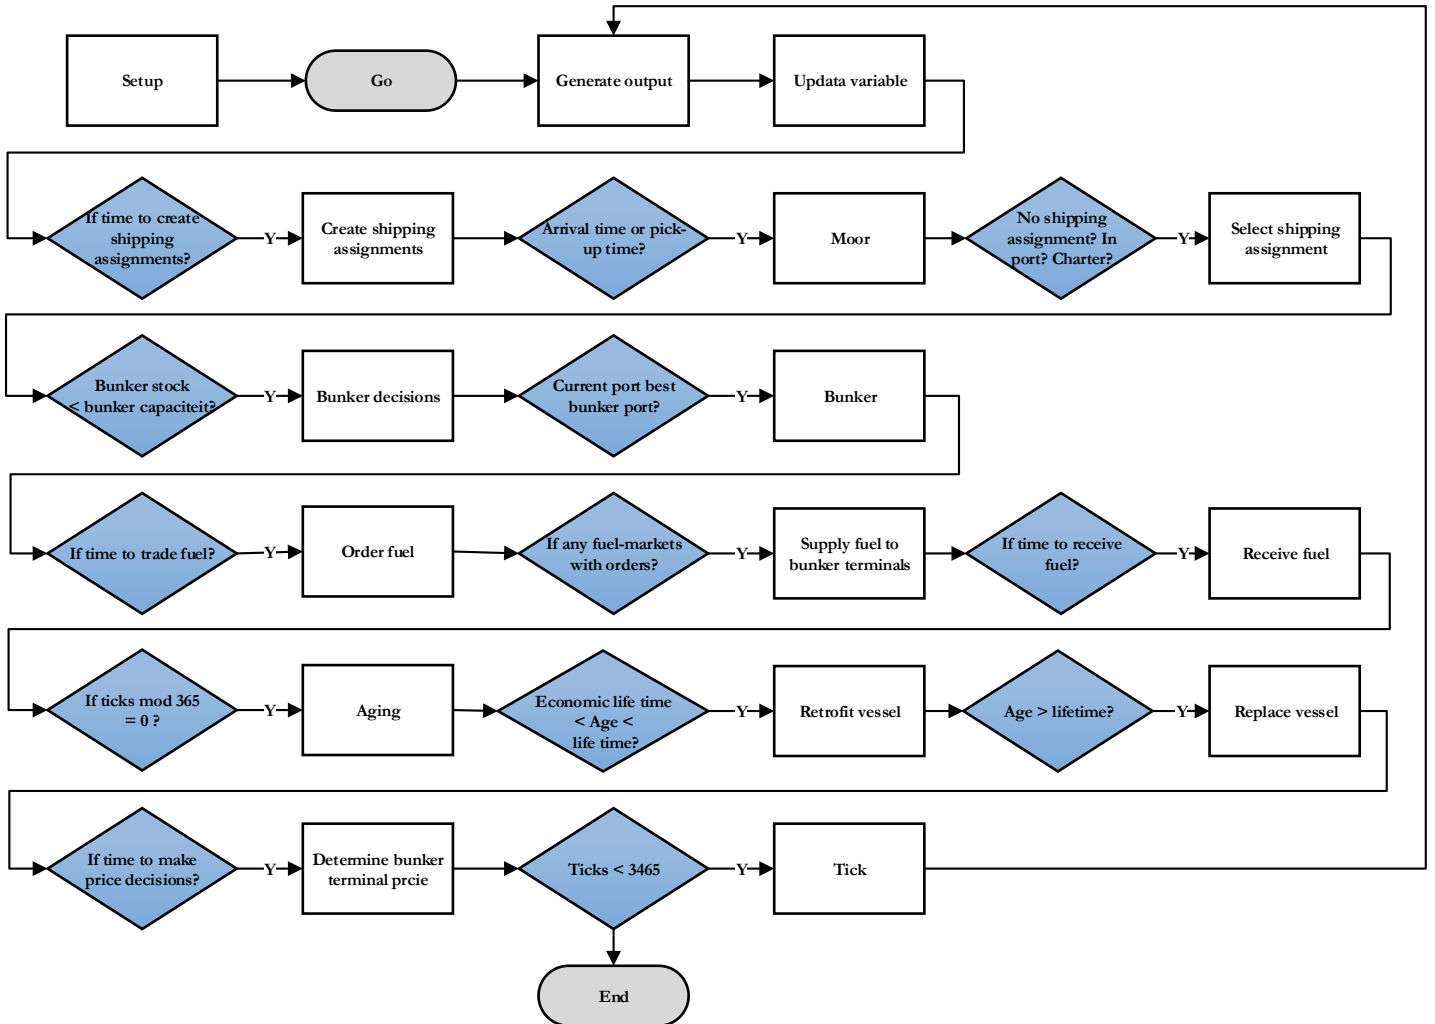 Setup
Go
Generate output
Updata variable
If time to create
shipping
assignments?
Y
Create shipping
assignments
Arrival time or pick-
up time?
Y
Moor
No shipping
assignment? In
port? Charter?
Y
Select shipping
assignment
Bunker stock
< bunker capaciteit?
Y
Bunker decisions
Current port best
bunker port?
Y
Bunker
If time to trade fuel?
Y
Order fuel
If any fuel-markets
with orders?
Y
Supply fuel to
bunker terminals
If time to receive
fuel?
Y
Receive fuel
If ticks mod 365
= 0 ?
Y
Aging
Economic life time
< Age <
life time?
Y
Retrofit vessel
Age > lifetime?
Y
Replace vessel
If time to make
price decisions?
Y
Determine bunker
terminal prcie
Ticks < 3465
Y
Tick
End